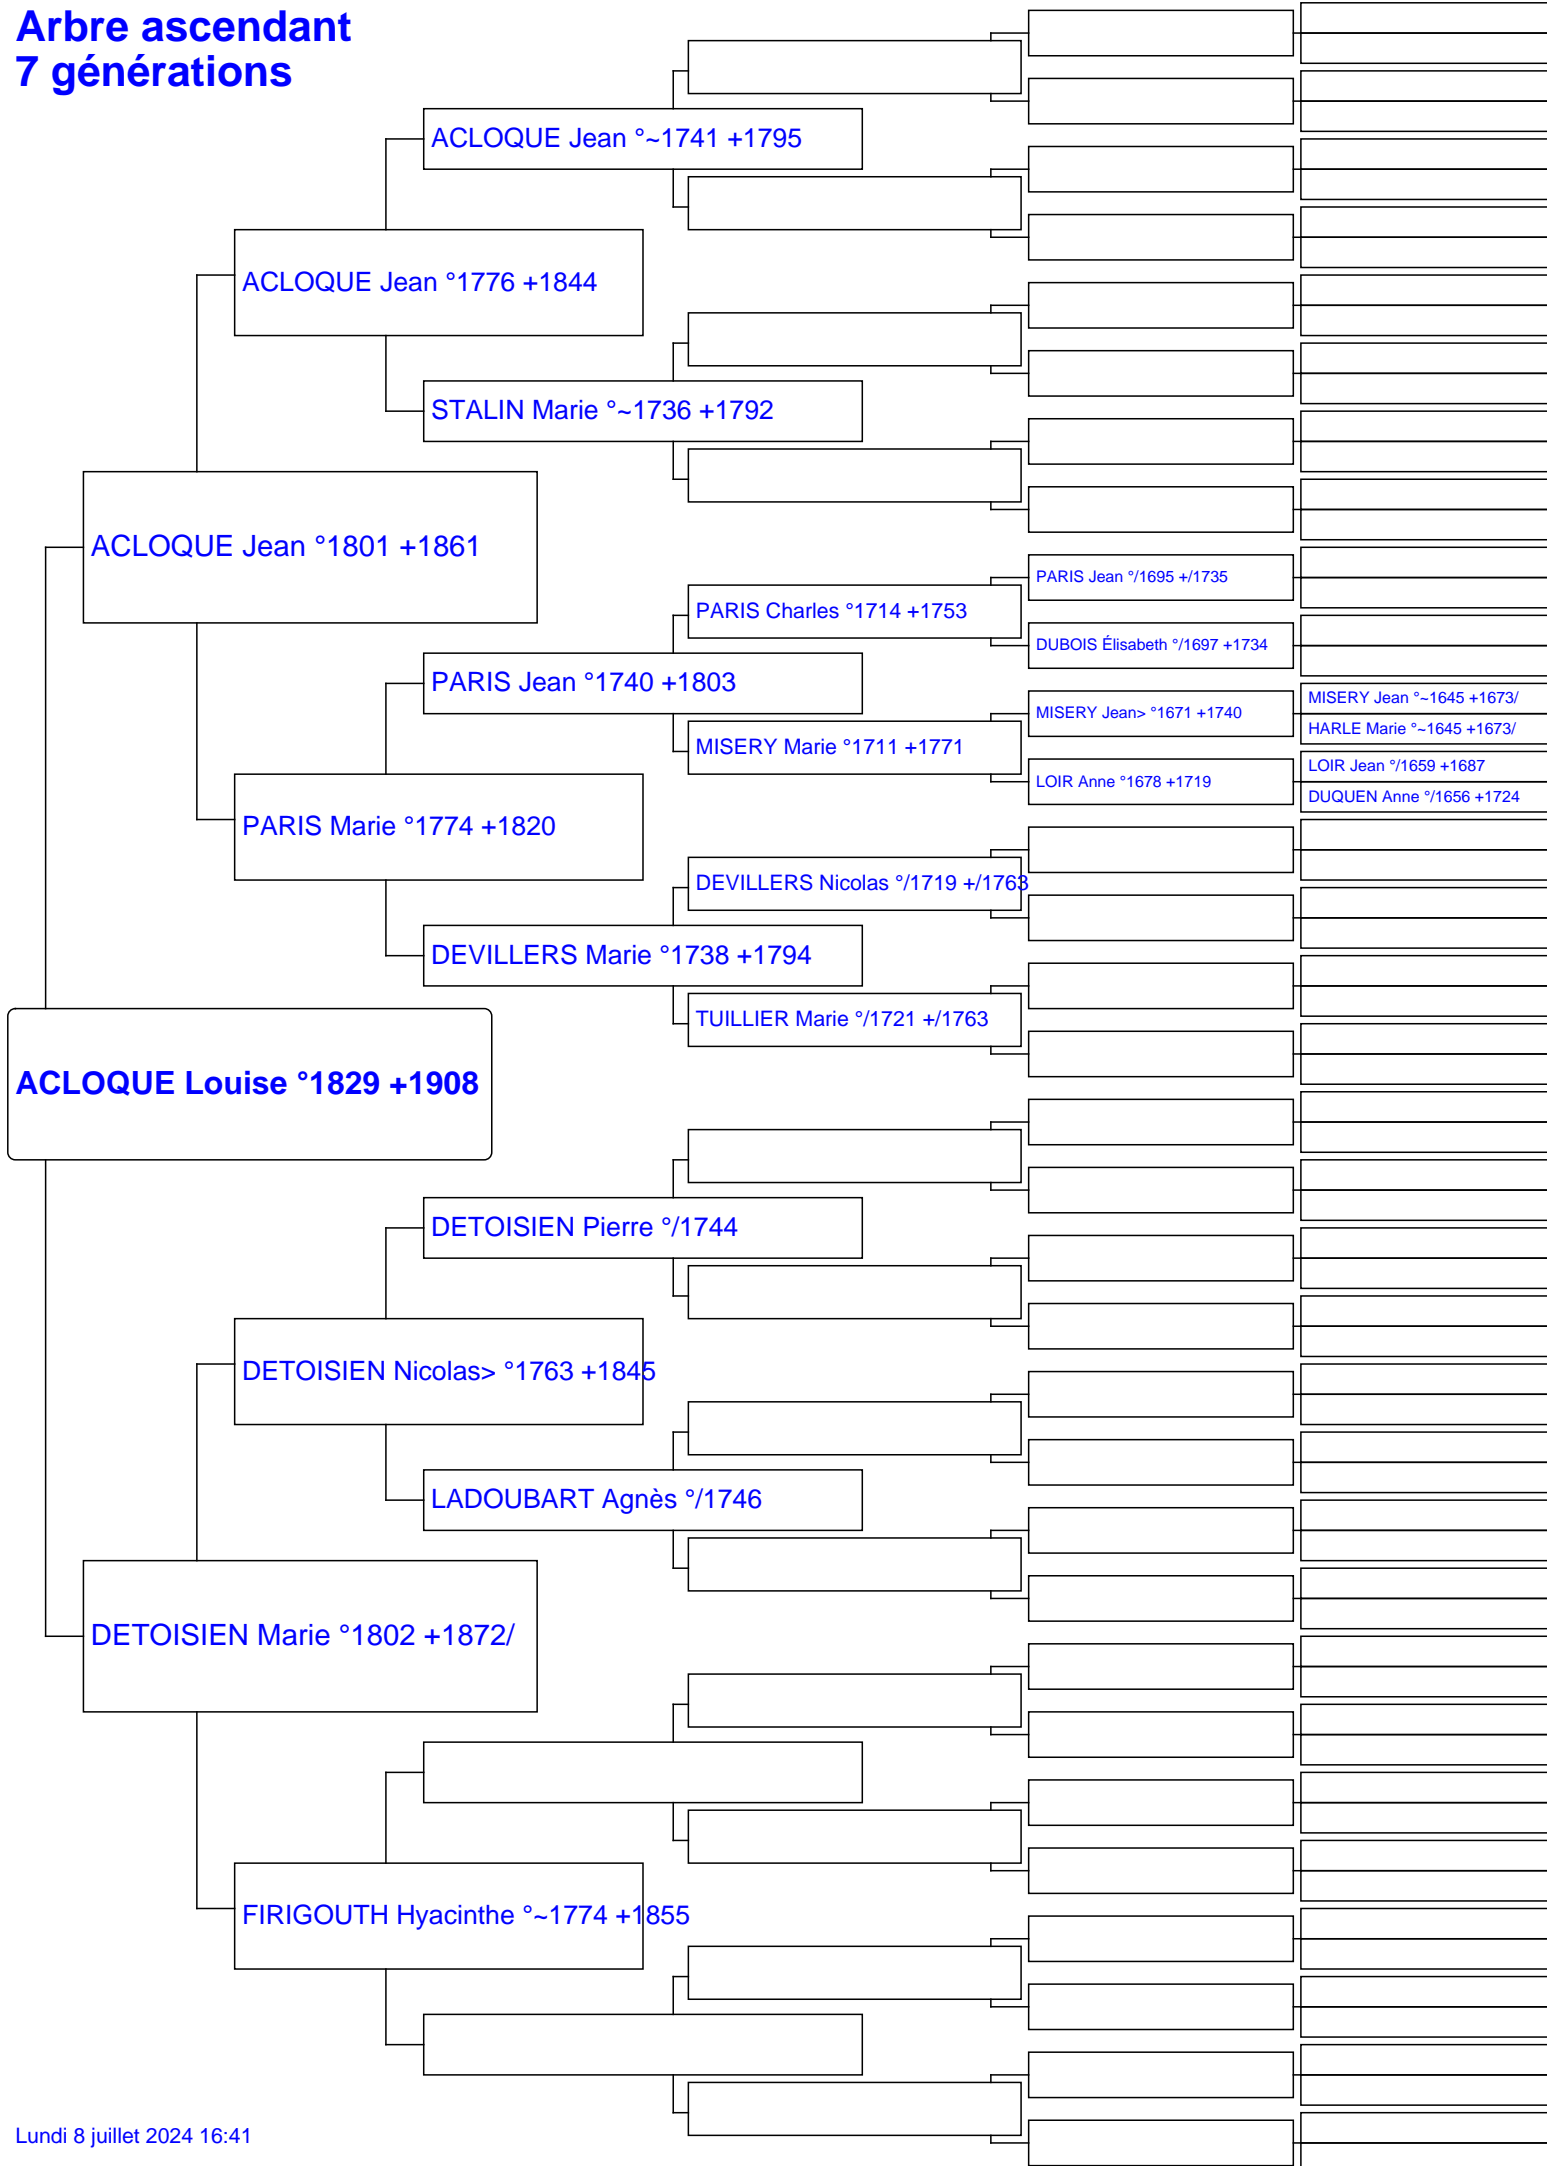 Arbre ascendant
7 générations
ACLOQUE Jean °~1741 +1795
ACLOQUE Jean °1776 +1844
STALIN Marie °~1736 +1792
ACLOQUE Jean °1801 +1861
PARIS Jean °/1695 +/1735
PARIS Charles °1714 +1753
DUBOIS Élisabeth °/1697 +1734
PARIS Jean °1740 +1803
MISERY Jean °~1645 +1673/
MISERY Jean> °1671 +1740
HARLE Marie °~1645 +1673/
MISERY Marie °1711 +1771
LOIR Jean °/1659 +1687
LOIR Anne °1678 +1719
DUQUEN Anne °/1656 +1724
PARIS Marie °1774 +1820
DEVILLERS Nicolas °/1719 +/1763
DEVILLERS Marie °1738 +1794
TUILLIER Marie °/1721 +/1763
ACLOQUE Louise °1829 +1908
DETOISIEN Pierre °/1744
DETOISIEN Nicolas> °1763 +1845
LADOUBART Agnès °/1746
DETOISIEN Marie °1802 +1872/
FIRIGOUTH Hyacinthe °~1774 +1855
Lundi 8 juillet 2024 16:41